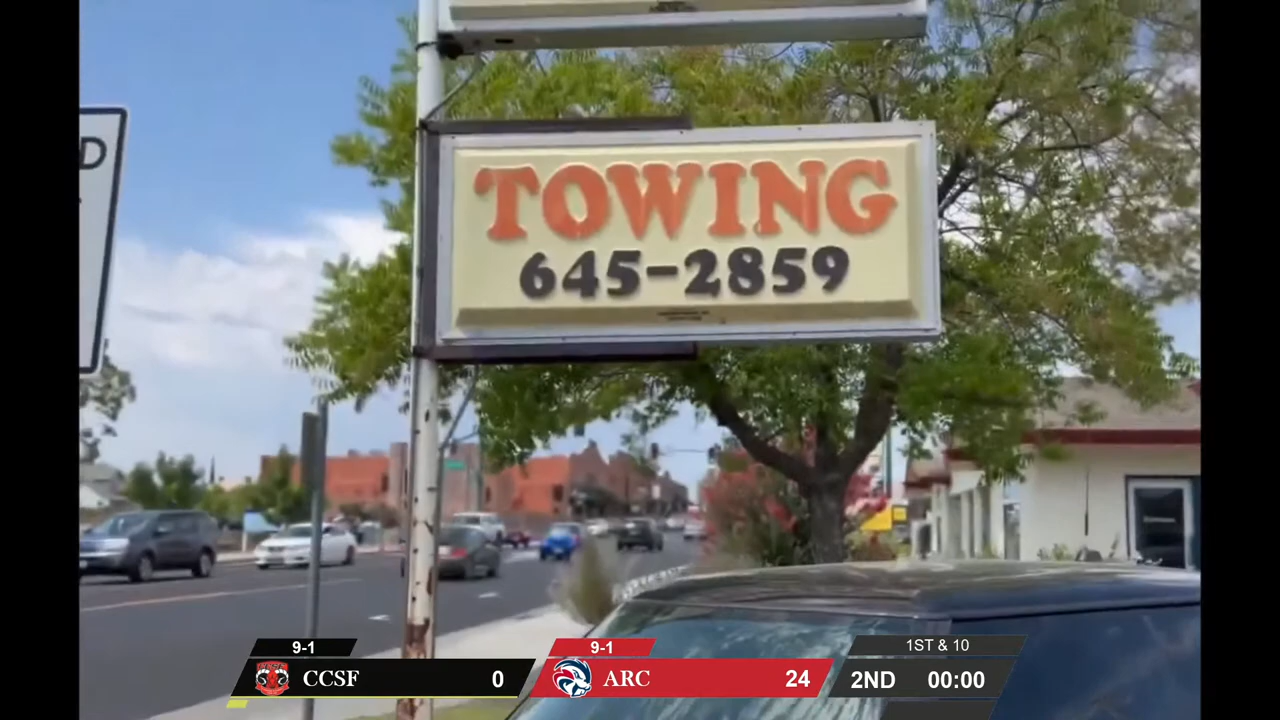 D
TOWING
645-2859
9-1
CCSF
0
9-1
ARC
24
1ST & 10
2ND
00:00